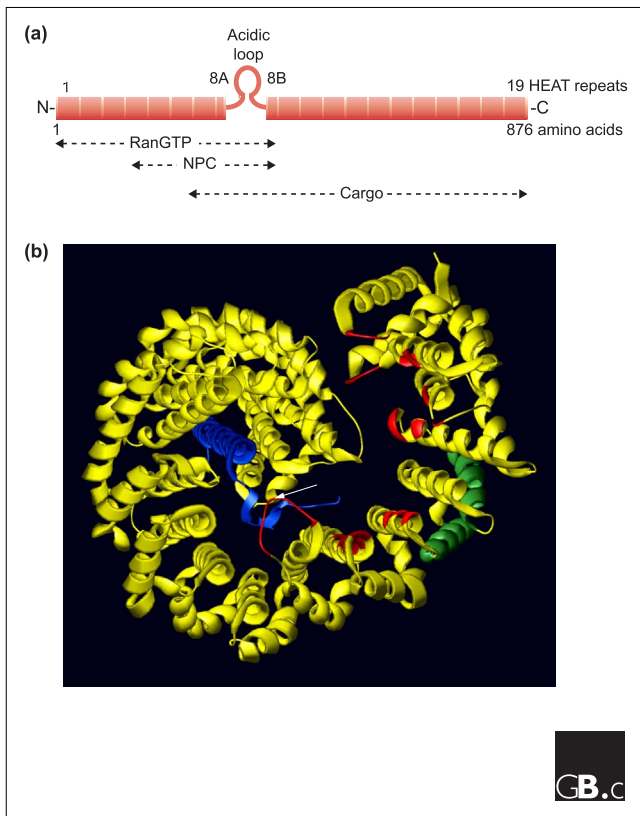 (a)
Acidic
loop
8A 8B
1
19 HEAT repeats
N- -C
1
876 amino acids
RanGTP
NPC
Cargo
(b)
GB.C